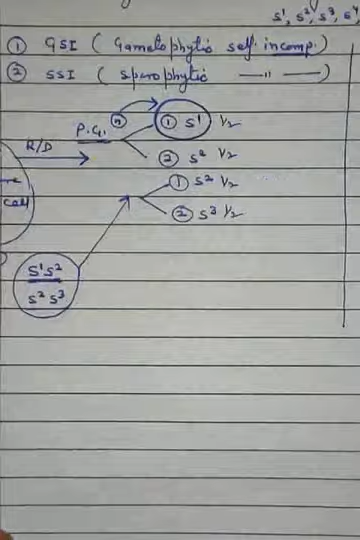 s¹, s², s³, s⁴
① GSI ( Gametophytic self. incomp.)
② SSI ( Sporophytic —"— )
P.G. (n) ① s¹ 1/2
R/D
② s² 1/2
① s² 1/2
② s³ 1/2
cell
s¹s²
s²s³